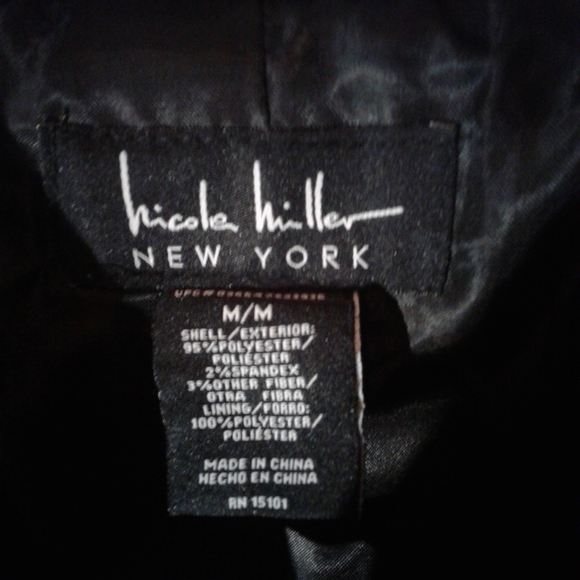 nicole miller
NEW YORK
M/M
SHELL/EXTERIOR:
95%POLYESTER/
POLIÉSTER
2%SPANDEX
3%OTHER FIBER/
OTRA FIBRA
LINING/FORRO:
100%POLYESTER/
POLIÉSTER
MADE IN CHINA
HECHO EN CHINA
RN 15101